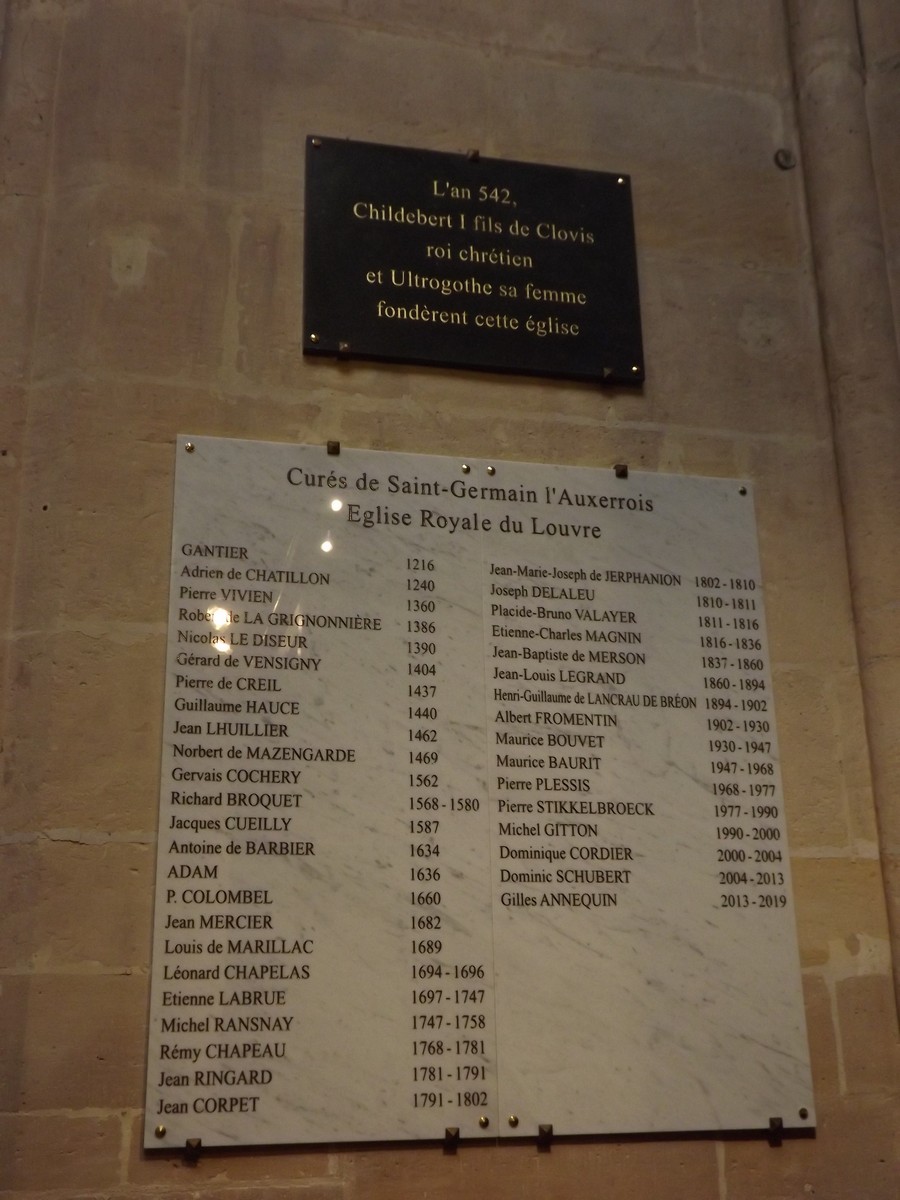 L'an 542,
Childebert I fils de Clovis
roi chrétien
et Ultrogothe sa femme
fondèrent cette église
Curés de Saint-Germain l'Auxerrois
Eglise Royale du Louvre
GANTIER 1216
Adrien de CHATILLON 1240
Pierre VIVIEN 1360
Robert de LA GRIGNONNIÈRE 1386
Nicolas LE DISEUR 1390
Gérard de VENSIGNY 1404
Pierre de CREIL 1437
Guillaume HAUCE 1440
Jean LHUILLIER 1462
Norbert de MAZENGARDE 1469
Gervais COCHERY 1562
Richard BROQUET 1568 - 1580
Jacques CUEILLY 1587
Antoine de BARBIER 1634
ADAM 1636
P. COLOMBEL 1660
Jean MERCIER 1682
Louis de MARILLAC 1689
Léonard CHAPELAS 1694 - 1696
Etienne LABRUE 1697 - 1747
Michel RANSNAY 1747 - 1758
Rémy CHAPEAU 1768 - 1781
Jean RINGARD 1781 - 1791
Jean CORPET 1791 - 1802
Jean-Marie-Joseph de JERPHANION 1802 - 1810
Joseph DELALEU 1810 - 1811
Placide-Bruno VALAYER 1811 - 1816
Etienne-Charles MAGNIN 1816 - 1836
Jean-Baptiste de MERSON 1837 - 1860
Jean-Louis LEGRAND 1860 - 1894
Henri-Guillaume de LANCRAU DE BRÉON 1894 - 1902
Albert FROMENTIN 1902 - 1930
Maurice BOUVET 1930 - 1947
Maurice BAURIT 1947 - 1968
Pierre PLESSIS 1968 - 1977
Pierre STIKKELBROECK 1977 - 1990
Michel GITTON 1990 - 2000
Dominique CORDIER 2000 - 2004
Dominic SCHUBERT 2004 - 2013
Gilles ANNEQUIN 2013 - 2019